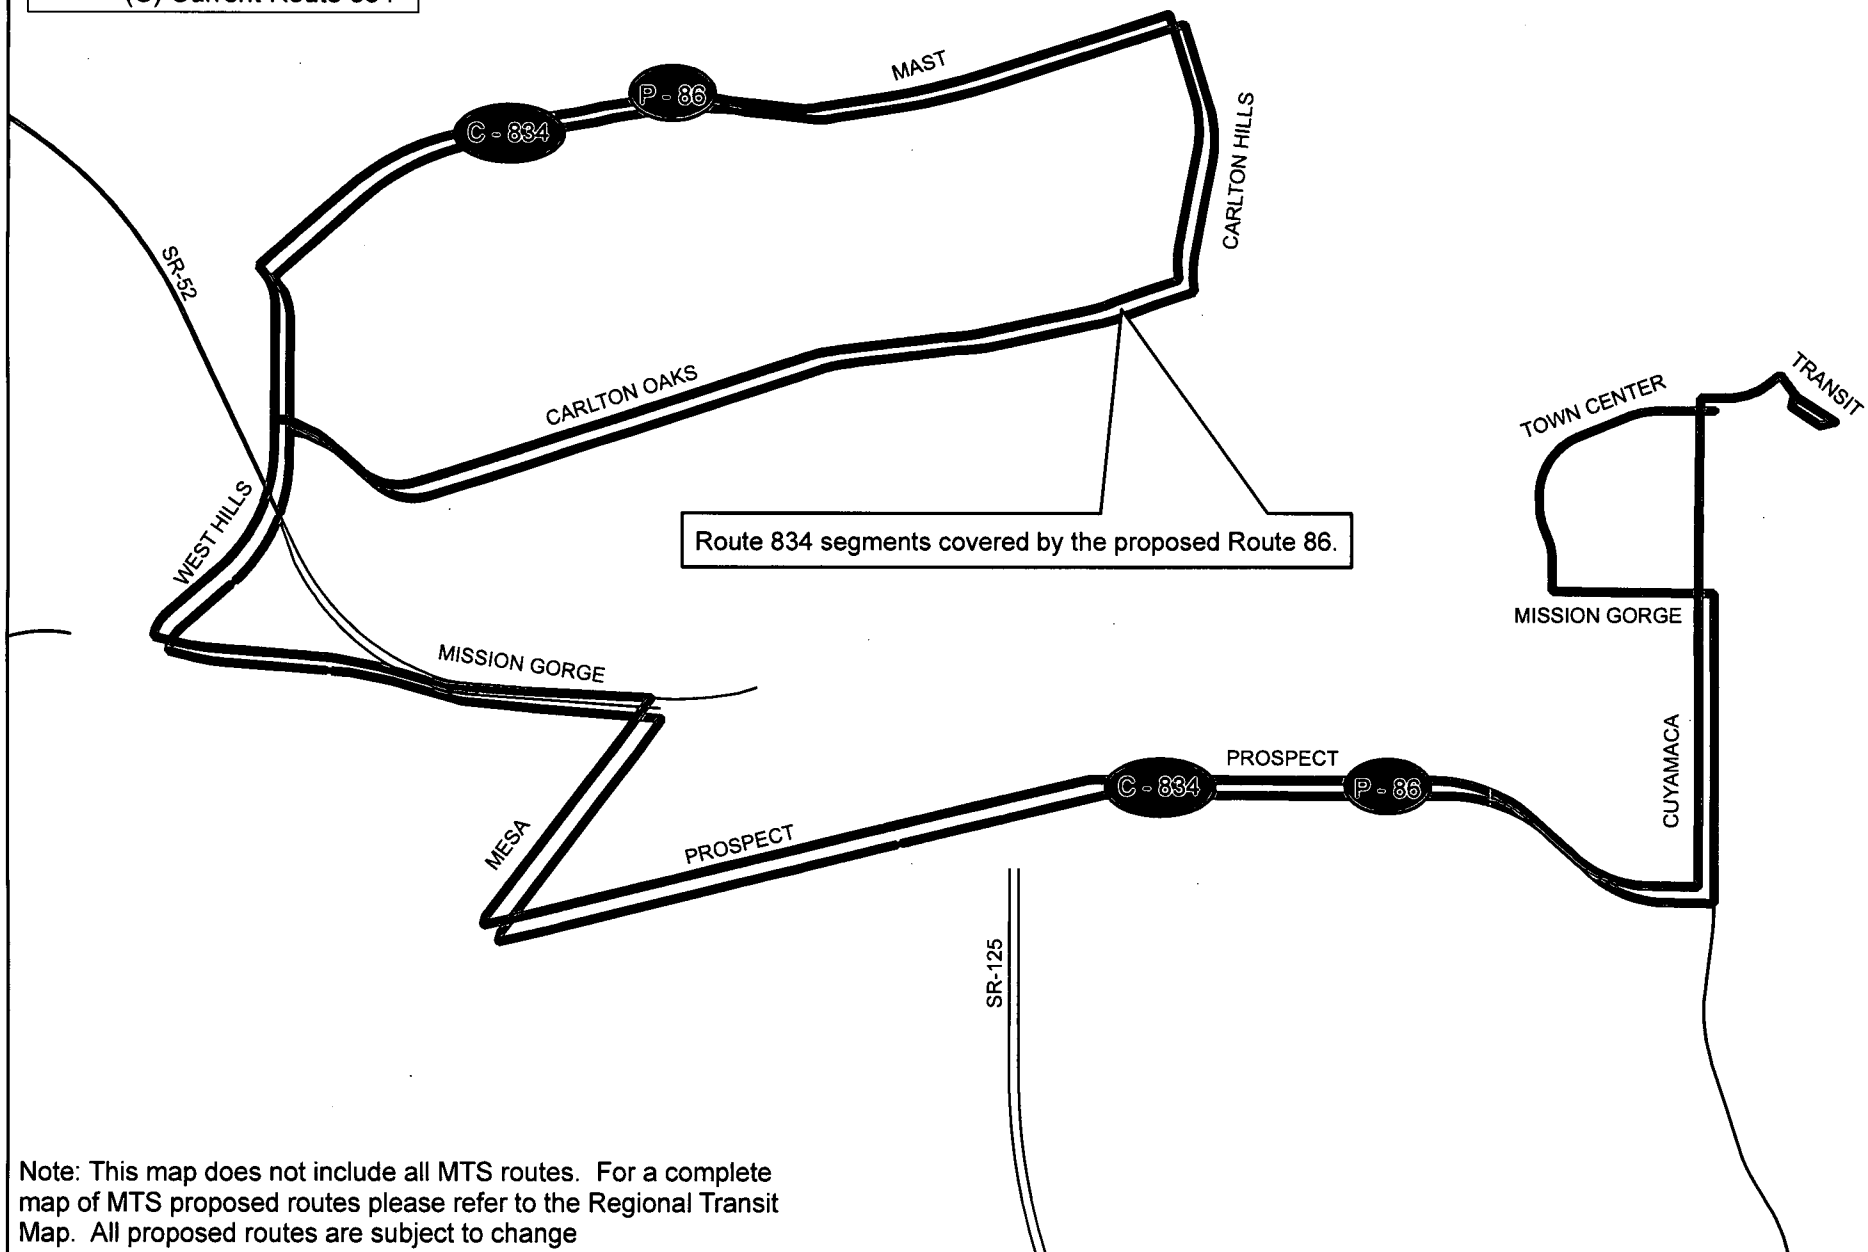 MAST
P - 86
C - 834
CARLTON HILLS
SR-52
TRANSIT
TOWN CENTER
CARLTON OAKS
WEST HILLS
Route 834 segments covered by the proposed Route 86.
MISSION GORGE
MISSION GORGE
CUYAMACA
PROSPECT
C - 834
P - 86
MESA
PROSPECT
SR-125
Note: This map does not include all MTS routes. For a complete
map of MTS proposed routes please refer to the Regional Transit
Map. All proposed routes are subject to change